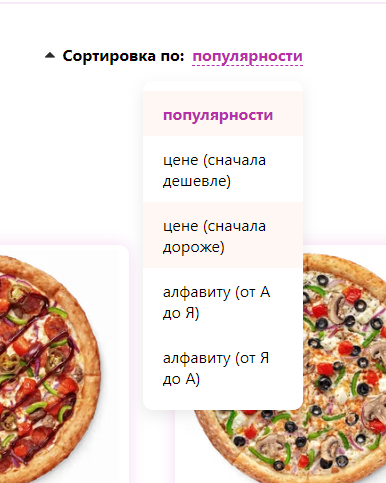 Сортировка по: популярности
популярности
цене (сначала
дешевле)
цене (сначала
дороже)
алфавиту (от А
до Я)
алфавиту (от Я
до А)